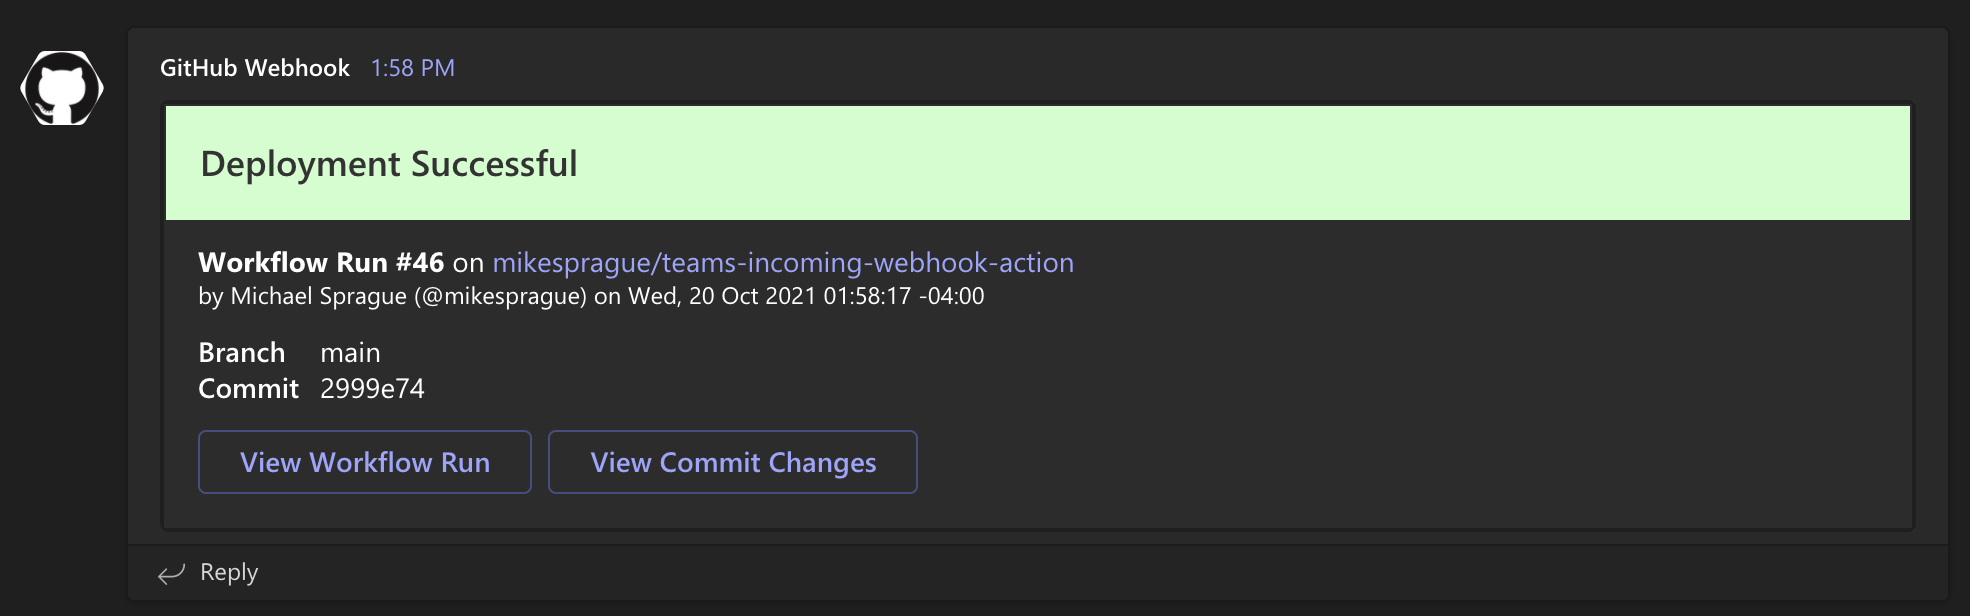 GitHub Webhook 1:58 PM
Deployment Successful
Workflow Run #46 on mikesprague/teams-incoming-webhook-action
by Michael Sprague (@mikesprague) on Wed, 20 Oct 2021 01:58:17 -04:00
Branch main
Commit 2999e74
View Workflow Run View Commit Changes
Reply